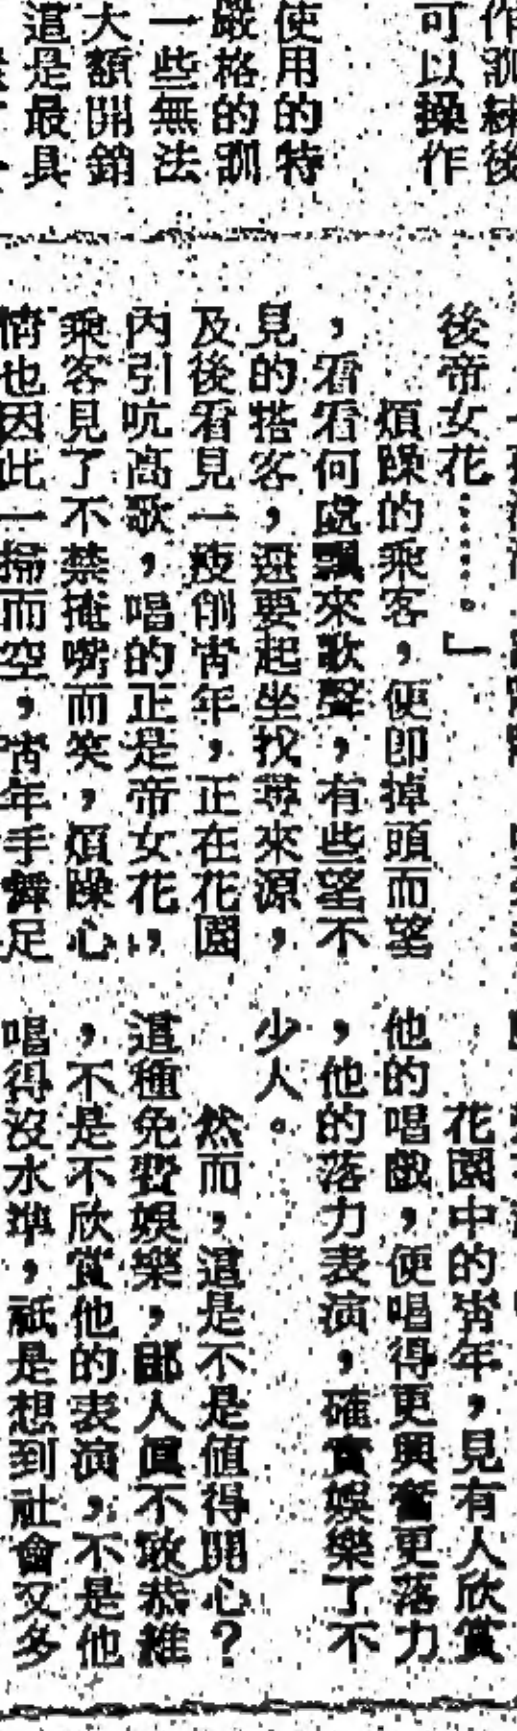 作訓練後
可以操作
使用的特
嚴格的訓
一些無法
大額開銷
這是最具
後帝女花……。」
煩躁的乘客，便即掉頭而望
，看看何處飄來歌聲，有些望不
見的搭客，還要起坐找尋來源，
及後看見一瘦削青年，正在花園
內引吭高歌，唱的正是帝女花，
乘客見了不禁掩嘴而笑，煩躁心
情也因此一掃而空，青年手舞足
花園中的青年，見有人欣賞
他的唱戲，便唱得更興奮更落力
，他的落力表演，確實娛樂了不
少人。
然而，這是不是值得開心？
這種免費娛樂，鄙人真不敢恭維
，不是不欣賞他的表演，不是他
唱得沒水準，祇是想到社會又多